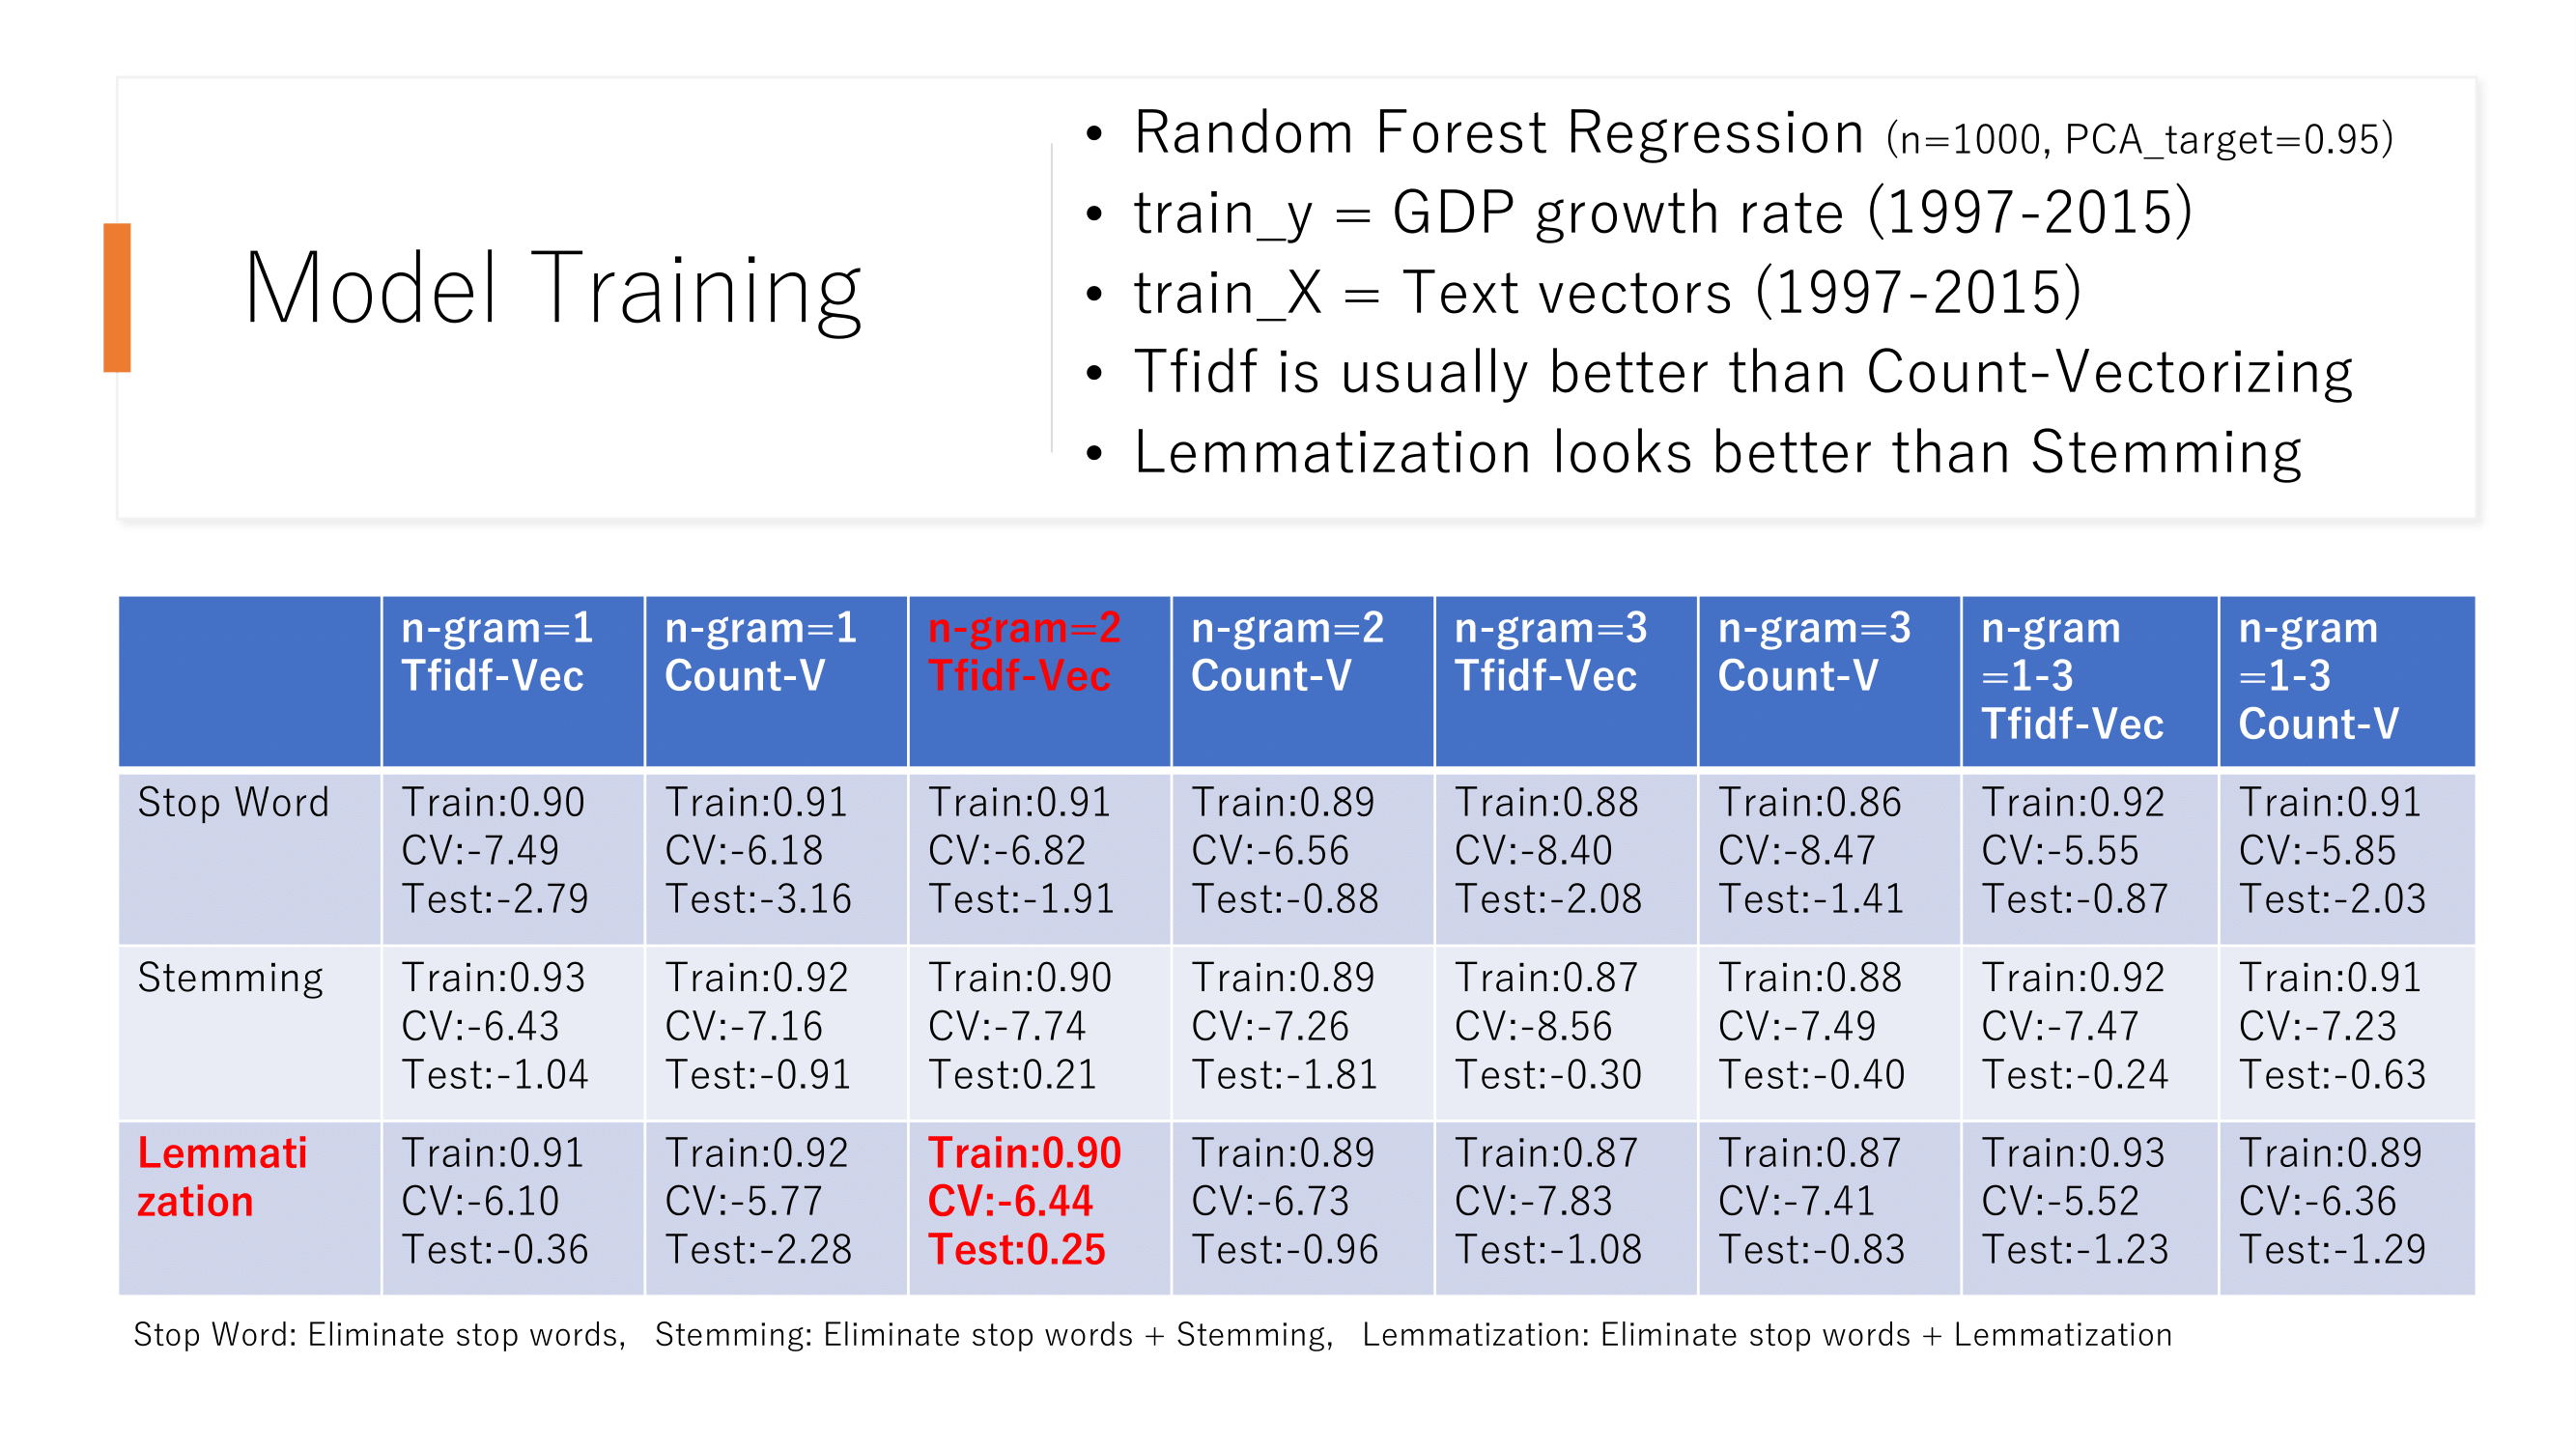 Model Training
• Random Forest Regression (n=1000, PCA_target=0.95)
• train_y = GDP growth rate (1997-2015)
• train_X = Text vectors (1997-2015)
• Tfidf is usually better than Count-Vectorizing
• Lemmatization looks better than Stemming
n-gram=1 Tfidf-Vec
n-gram=1 Count-V
n-gram=2 Tfidf-Vec
n-gram=2 Count-V
n-gram=3 Tfidf-Vec
n-gram=3 Count-V
n-gram =1-3 Tfidf-Vec
n-gram =1-3 Count-V
Stop Word
Train:0.90 CV:-7.49 Test:-2.79
Train:0.91 CV:-6.18 Test:-3.16
Train:0.91 CV:-6.82 Test:-1.91
Train:0.89 CV:-6.56 Test:-0.88
Train:0.88 CV:-8.40 Test:-2.08
Train:0.86 CV:-8.47 Test:-1.41
Train:0.92 CV:-5.55 Test:-0.87
Train:0.91 CV:-5.85 Test:-2.03
Stemming
Train:0.93 CV:-6.43 Test:-1.04
Train:0.92 CV:-7.16 Test:-0.91
Train:0.90 CV:-7.74 Test:0.21
Train:0.89 CV:-7.26 Test:-1.81
Train:0.87 CV:-8.56 Test:-0.30
Train:0.88 CV:-7.49 Test:-0.40
Train:0.92 CV:-7.47 Test:-0.24
Train:0.91 CV:-7.23 Test:-0.63
Lemmati
zation
Train:0.91 CV:-6.10 Test:-0.36
Train:0.92 CV:-5.77 Test:-2.28
Train:0.90 CV:-6.44 Test:0.25
Train:0.89 CV:-6.73 Test:-0.96
Train:0.87 CV:-7.83 Test:-1.08
Train:0.87 CV:-7.41 Test:-0.83
Train:0.93 CV:-5.52 Test:-1.23
Train:0.89 CV:-6.36 Test:-1.29
Stop Word: Eliminate stop words, Stemming: Eliminate stop words + Stemming, Lemmatization: Eliminate stop words + Lemmatization